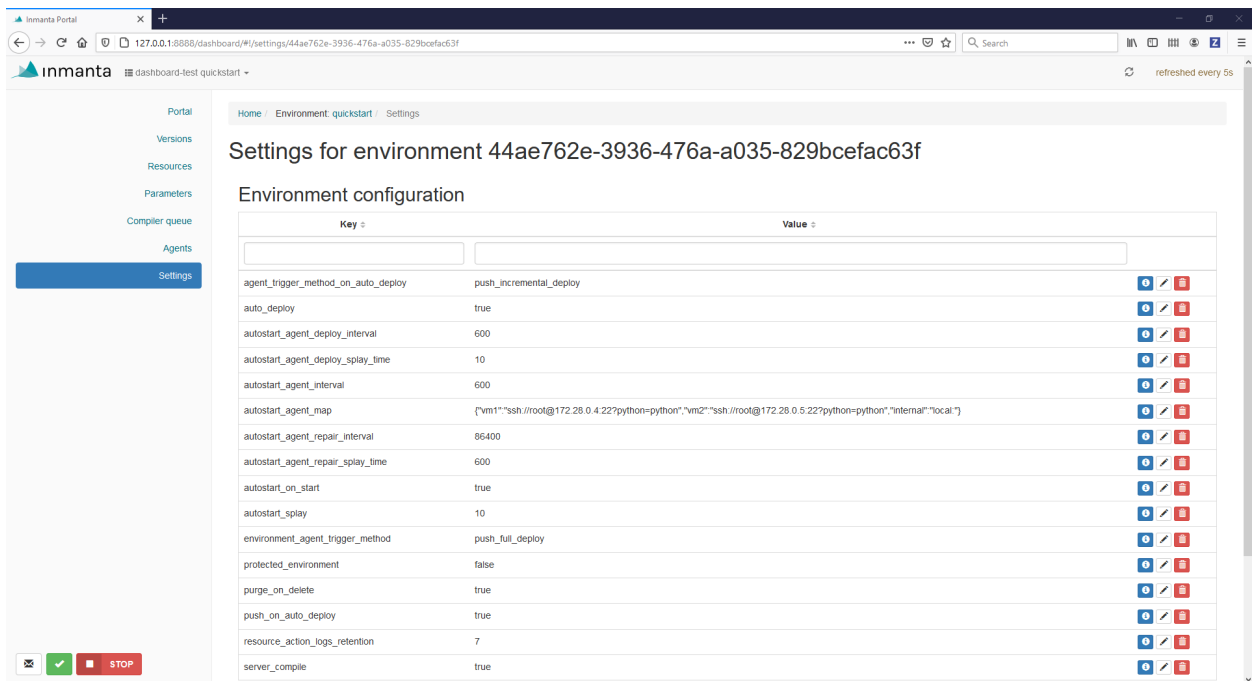 Inmanta Portal
127.0.0.1:8888/dashboard/#!/settings/44ae762e-3936-476a-a035-829bcefac63f
Search
inmanta dashboard-test quickstart
refreshed every 5s
Portal
Versions
Resources
Parameters
Compiler queue
Agents
Settings
Home / Environment: quickstart / Settings
Settings for environment 44ae762e-3936-476a-a035-829bcefac63f
Environment configuration
Key Value
agent_trigger_method_on_auto_deploy push_incremental_deploy
auto_deploy true
autostart_agent_deploy_interval 600
autostart_agent_deploy_splay_time 10
autostart_agent_interval 600
autostart_agent_map {"vm1":"ssh://root@172.28.0.4:22?python=python","vm2":"ssh://root@172.28.0.5:22?python=python","internal":"local:"}
autostart_agent_repair_interval 86400
autostart_agent_repair_splay_time 600
autostart_on_start true
autostart_splay 10
environment_agent_trigger_method push_full_deploy
protected_environment false
purge_on_delete true
push_on_auto_deploy true
resource_action_logs_retention 7
server_compile true
STOP